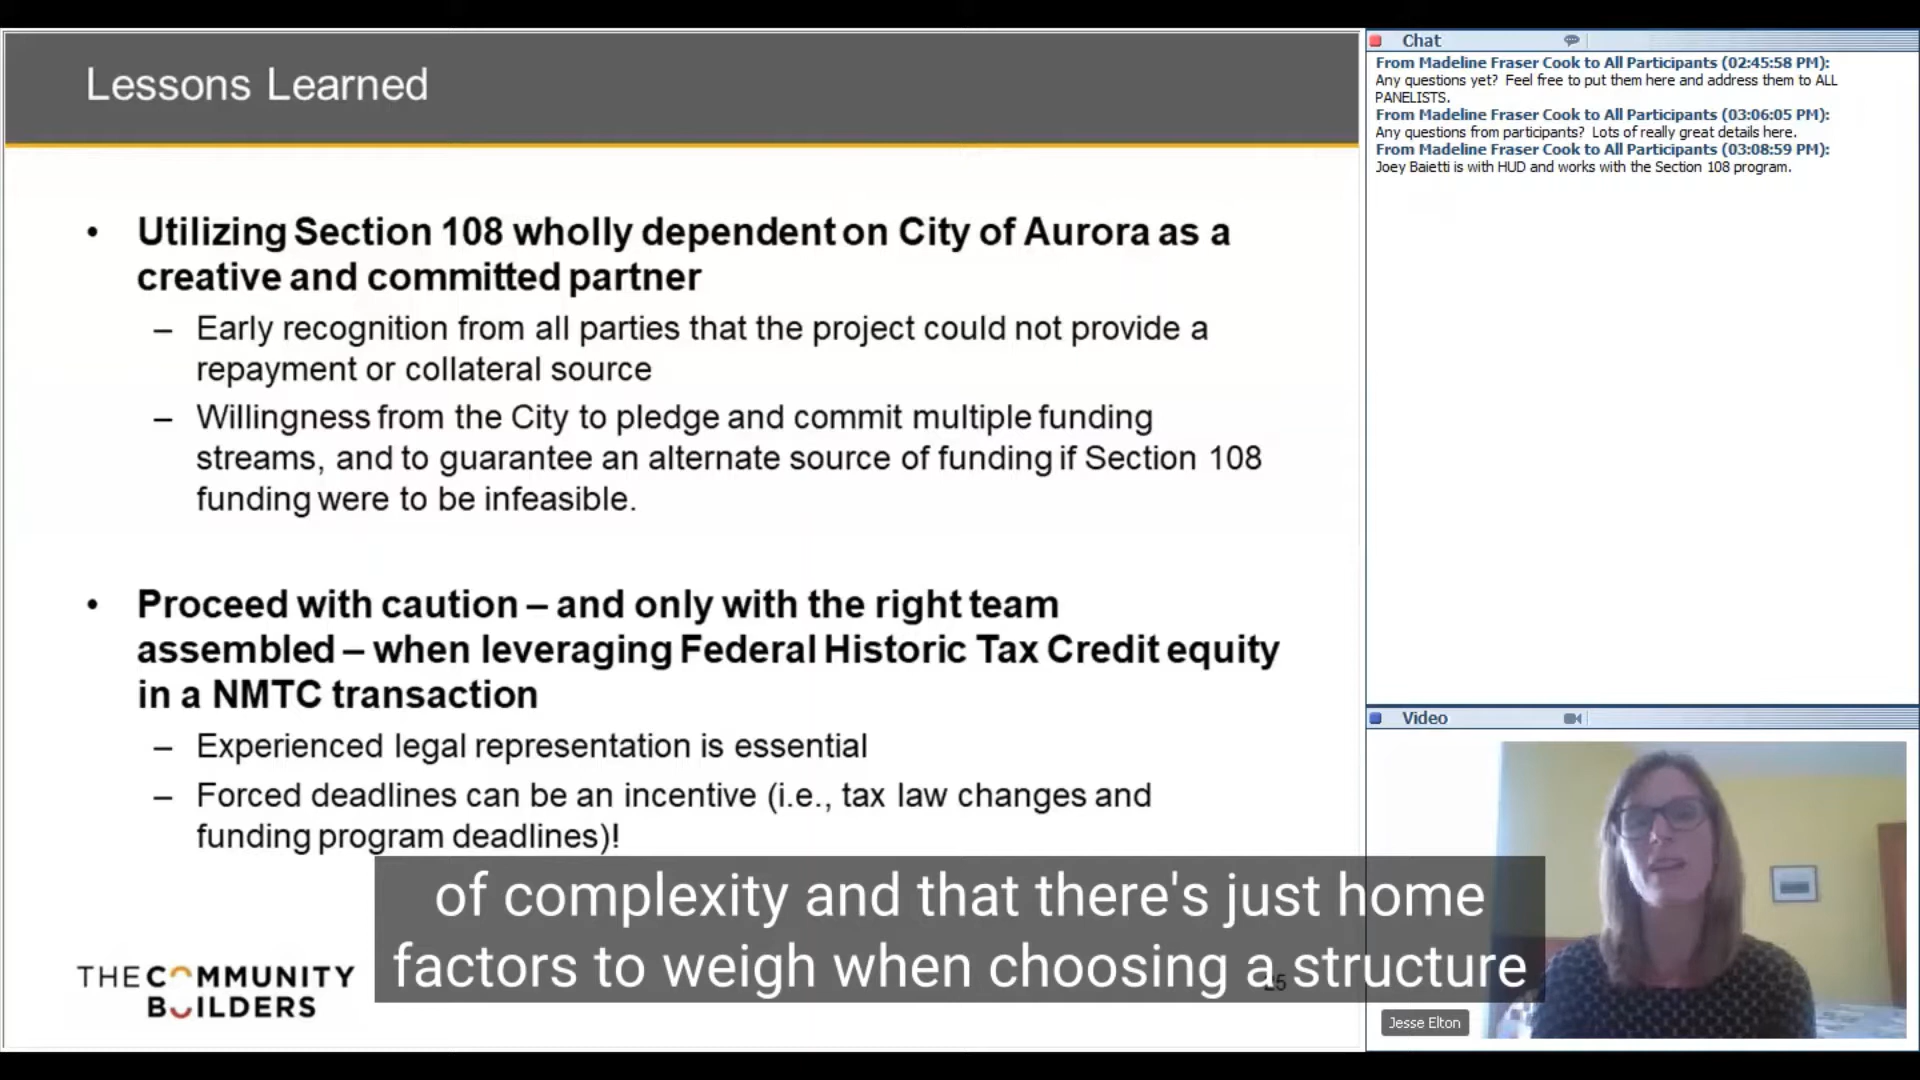 Lessons Learned
• Utilizing Section 108 wholly dependent on City of Aurora as a
creative and committed partner
– Early recognition from all parties that the project could not provide a
repayment or collateral source
– Willingness from the City to pledge and commit multiple funding
streams, and to guarantee an alternate source of funding if Section 108
funding were to be infeasible.
• Proceed with caution – and only with the right team
assembled – when leveraging Federal Historic Tax Credit equity
in a NMTC transaction
– Experienced legal representation is essential
– Forced deadlines can be an incentive (i.e., tax law changes and
funding program deadlines)!
of complexity and that there's just home
factors to weigh when choosing a structure
THE COMMUNITY
BUILDERS
25
Chat
From Madeline Fraser Cook to All Participants (02:45:58 PM):
Any questions yet? Feel free to put them here and address them to ALL
PANELISTS.
From Madeline Fraser Cook to All Participants (03:06:05 PM):
Any questions from participants? Lots of really great details here.
From Madeline Fraser Cook to All Participants (03:08:59 PM):
Joey Baietti is with HUD and works with the Section 108 program.
Video
Jesse Elton